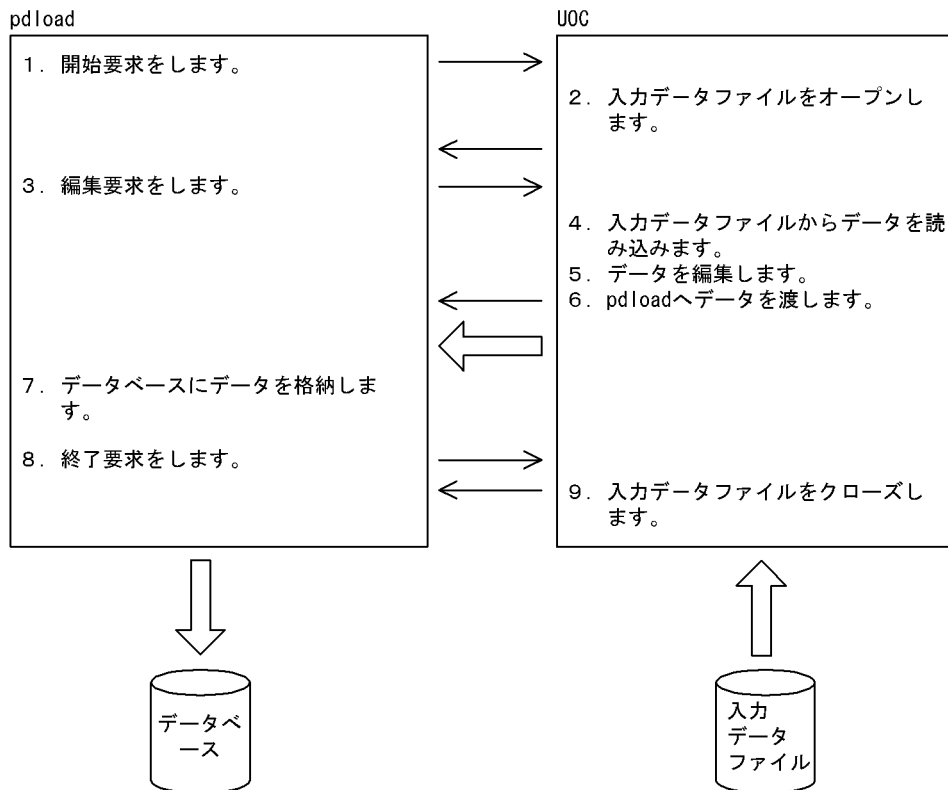 pdload
UOC
1. 開始要求をします。
2. 入力データファイルをオープンし
ます。
3. 編集要求をします。
4. 入力データファイルからデータを読
み込みます。
5. データを編集します。
6. pdloadへデータを渡します。
7. データベースにデータを格納しま
す。
8. 終了要求をします。
9. 入力データファイルをクローズし
ます。
データベ
ース
入力
データ
ファイル